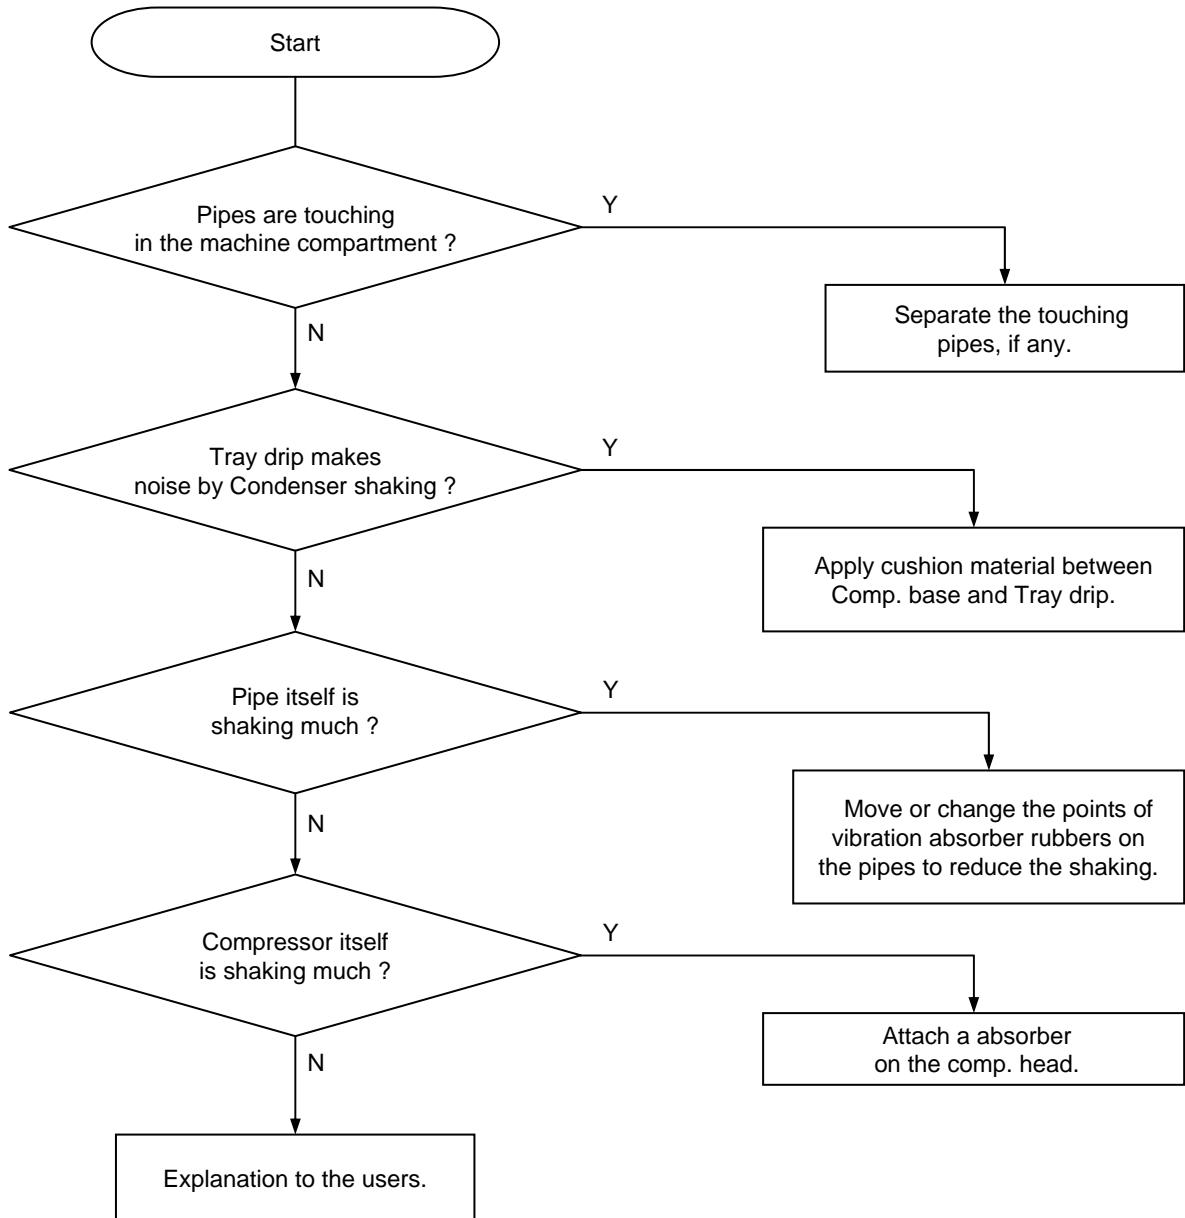 Start
Pipes are touching
in the machine compartment ?
Y
Separate the touching
pipes, if any.
N
Tray drip makes
noise by Condenser shaking ?
Y
Apply cushion material between
Comp. base and Tray drip.
N
Pipe itself is
shaking much ?
Y
Move or change the points of
vibration absorber rubbers on
the pipes to reduce the shaking.
N
Compressor itself
is shaking much ?
Y
Attach a absorber
on the comp. head.
N
Explanation to the users.